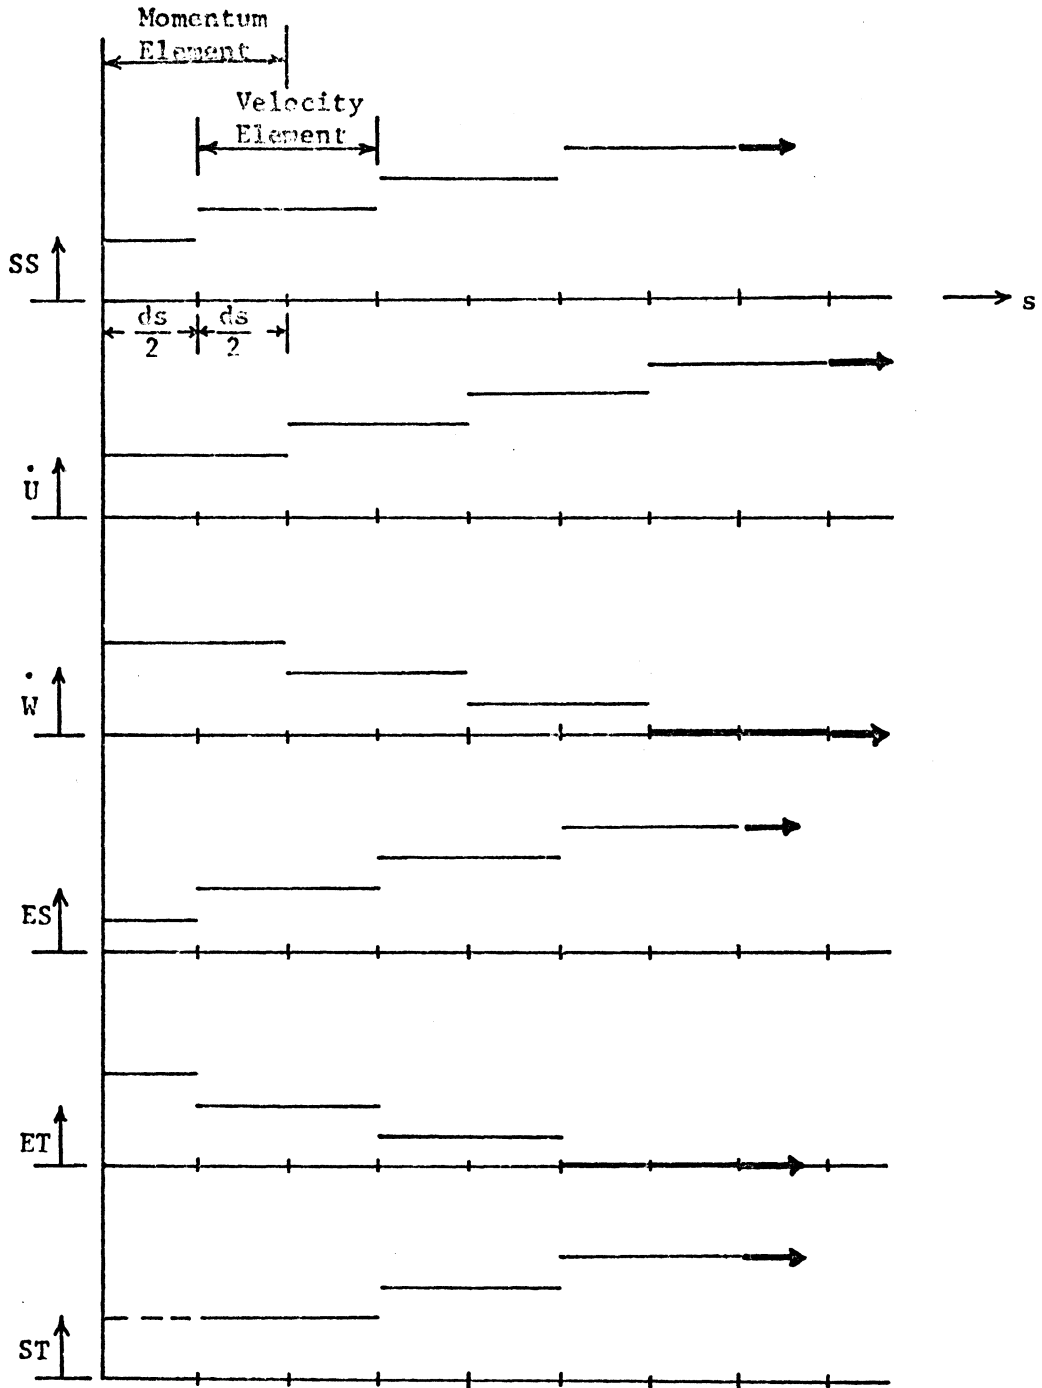 Momentum
Element
Velocity
Element
SS
s
ds/2 ds/2
U̇
Ẇ
ES
ET
ST